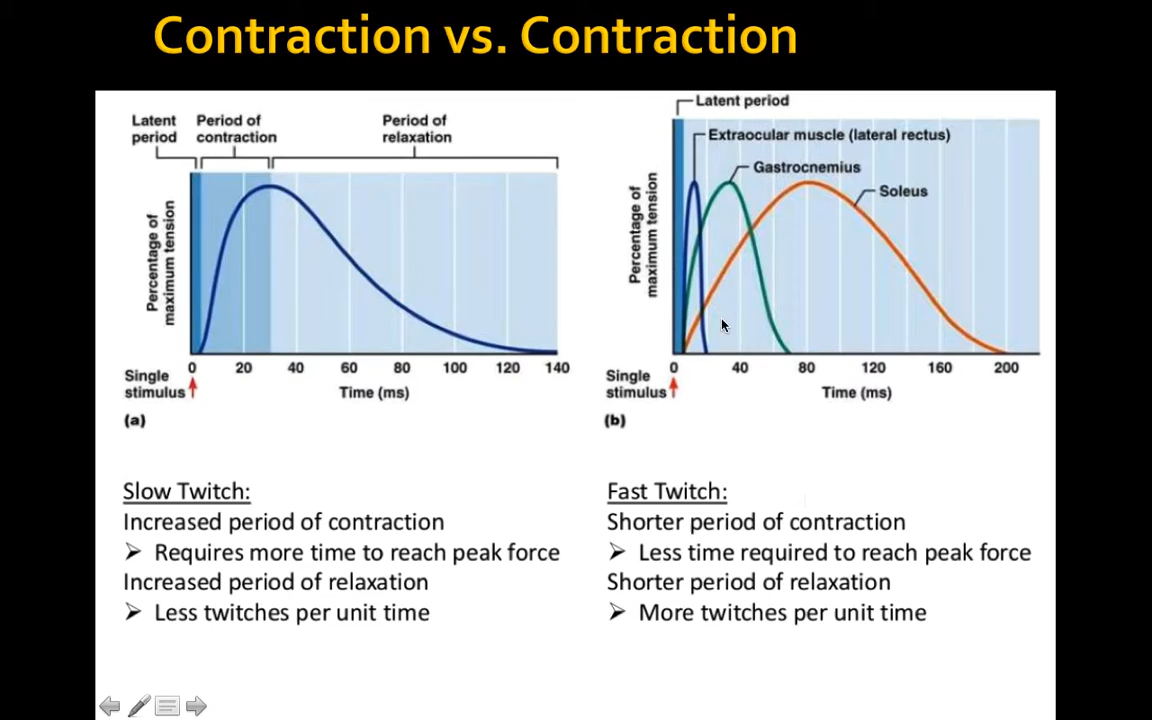 Contraction vs. Contraction
Latent
period
Period of
contraction
Period of
relaxation
Percentage of
maximum tension
0
20
40
60
80
100
120
140
Single
stimulus
Time (ms)
(a)
Latent period
Extraocular muscle (lateral rectus)
Gastrocnemius
Soleus
Percentage of
maximum tension
0
40
80
120
160
200
Single
stimulus
Time (ms)
(b)
Slow Twitch:
Increased period of contraction
➢ Requires more time to reach peak force
Increased period of relaxation
➢ Less twitches per unit time
Fast Twitch:
Shorter period of contraction
➢ Less time required to reach peak force
Shorter period of relaxation
➢ More twitches per unit time